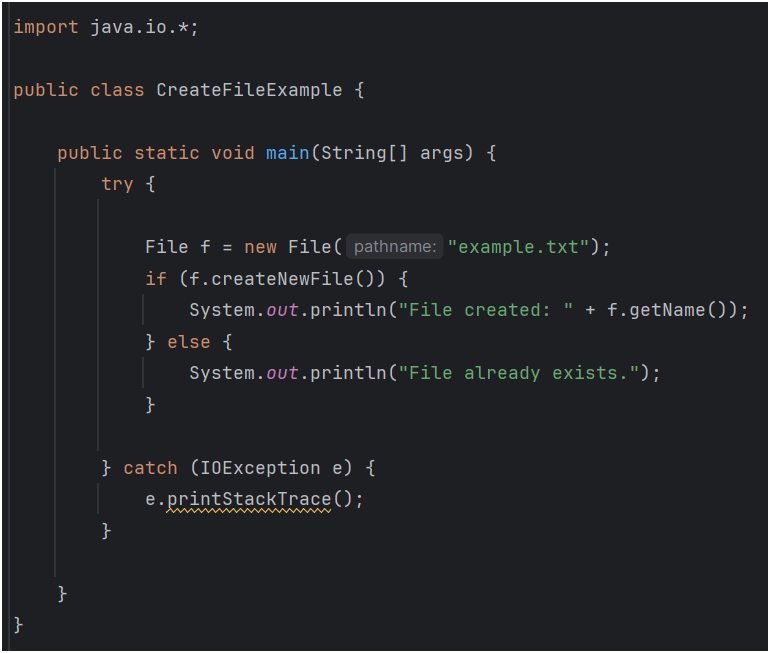 import java.io.*;
public class CreateFileExample {
public static void main(String[] args) {
try {
File f = new File( pathname: "example.txt");
if (f.createNewFile()) {
System.out.println("File created: " + f.getName());
} else {
System.out.println("File already exists.");
}
} catch (IOException e) {
e.printStackTrace();
}
}
}